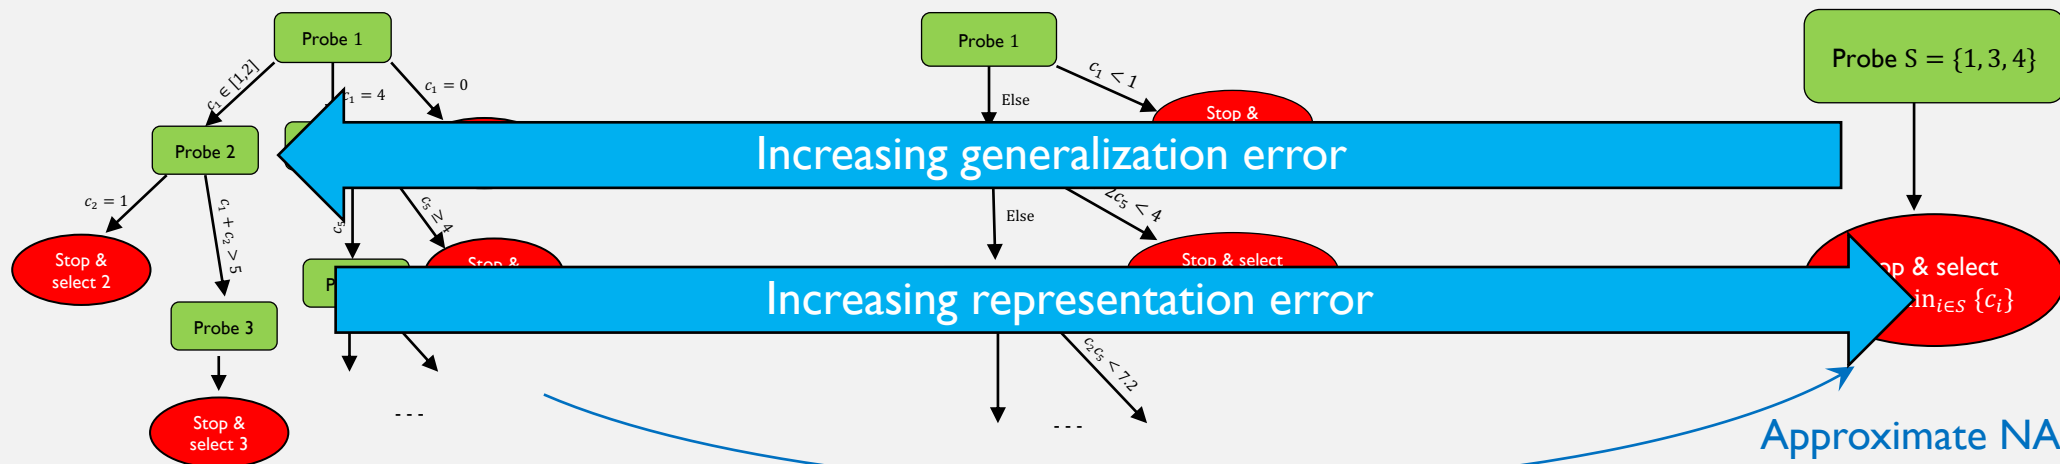 Probe 1
c₁ ∈ [1,2]
c₁ = 4
c₁ = 0
Probe 2
c₂ = 1
c₁ + c₂ > 5
c₅ ≥ 4
Stop &
select 2
Stop &
Probe 3
Stop &
select 3
- - -
Probe 1
c₁ < 1
Else
Stop &
Increasing generalization error
2c₅ < 4
Else
Stop & select
Increasing representation error
c₂c₅ < 7.2
- - -
Probe S = {1, 3, 4}
& select
i∈S {cᵢ}
Approximate NA